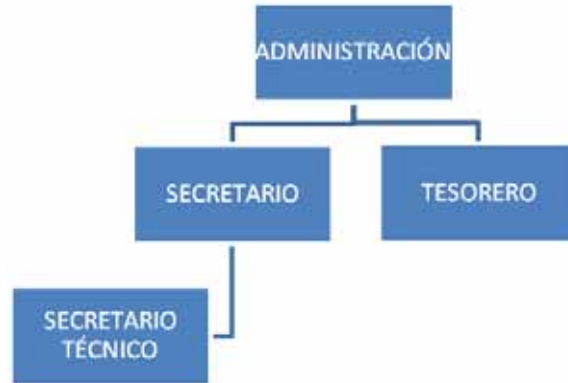 ADMINISTRACIÓN
SECRETARIO
TESORERO
SECRETARIO
TÉCNICO